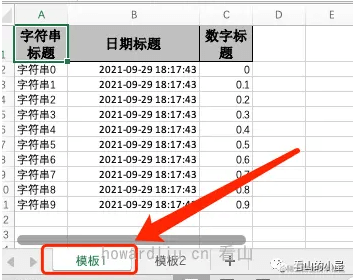 A B C
字符串标题 日期标题 数字标题
2 字符串0 2021-09-29 18:17:43 0
3 字符串1 2021-09-29 18:17:43 0.1
4 字符串2 2021-09-29 18:17:43 0.2
5 字符串3 2021-09-29 18:17:43 0.3
6 字符串4 2021-09-29 18:17:43 0.4
7 字符串5 2021-09-29 18:17:43 0.5
8 字符串6 2021-09-29 18:17:43 0.6
9 字符串7 2021-09-29 18:17:43 0.7
字符串8 2021-09-29 18:17:43 0.8
字符串9 2021-09-29 18:17:43 0.9
howardliu.cn 看山
模板1 模板2 +
看山的小屋